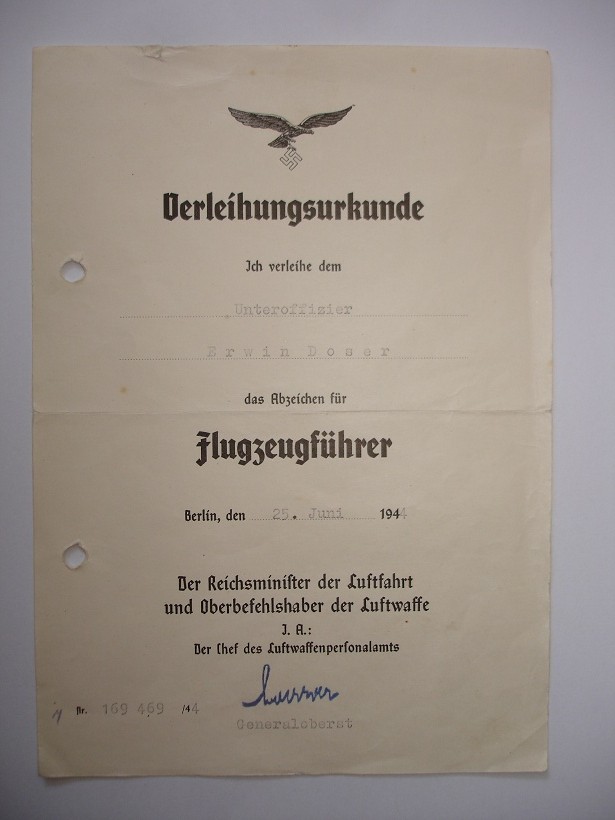 Verleihungsurkunde
Ich verleihe dem
Unteroffizier
Erwin Doser
das Abzeichen für
Flugzeugführer
Berlin, den 25. Juni 1944
Der Reichsminister der Luftfahrt
und Oberbefehlshaber der Luftwaffe
I. A.:
Der Chef des Luftwaffenpersonalamts
Nr. 169 469 /44
Generaloberst